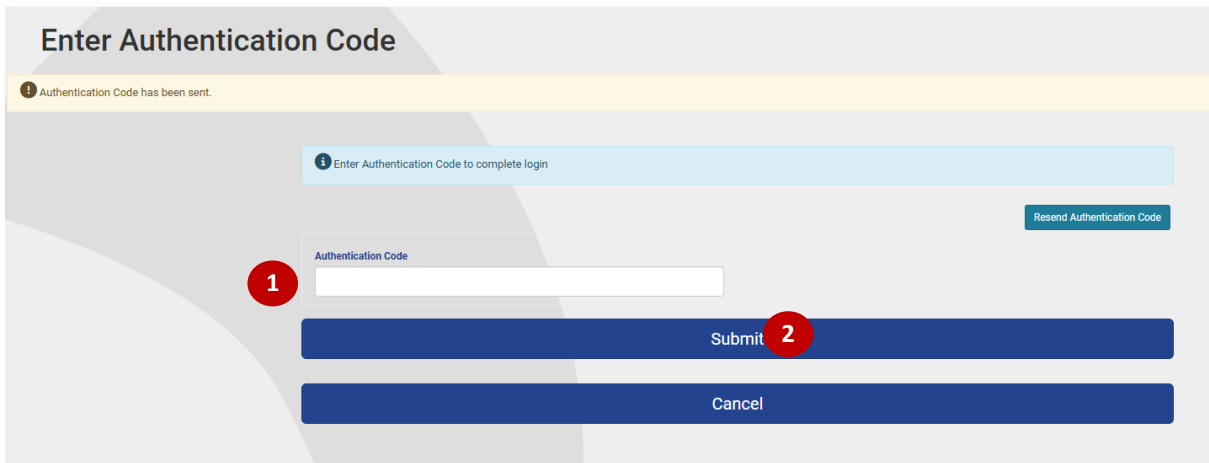 Enter Authentication Code
! Authentication Code has been sent.
i Enter Authentication Code to complete login
Resend Authentication Code
Authentication Code
1
Submit 2
Cancel